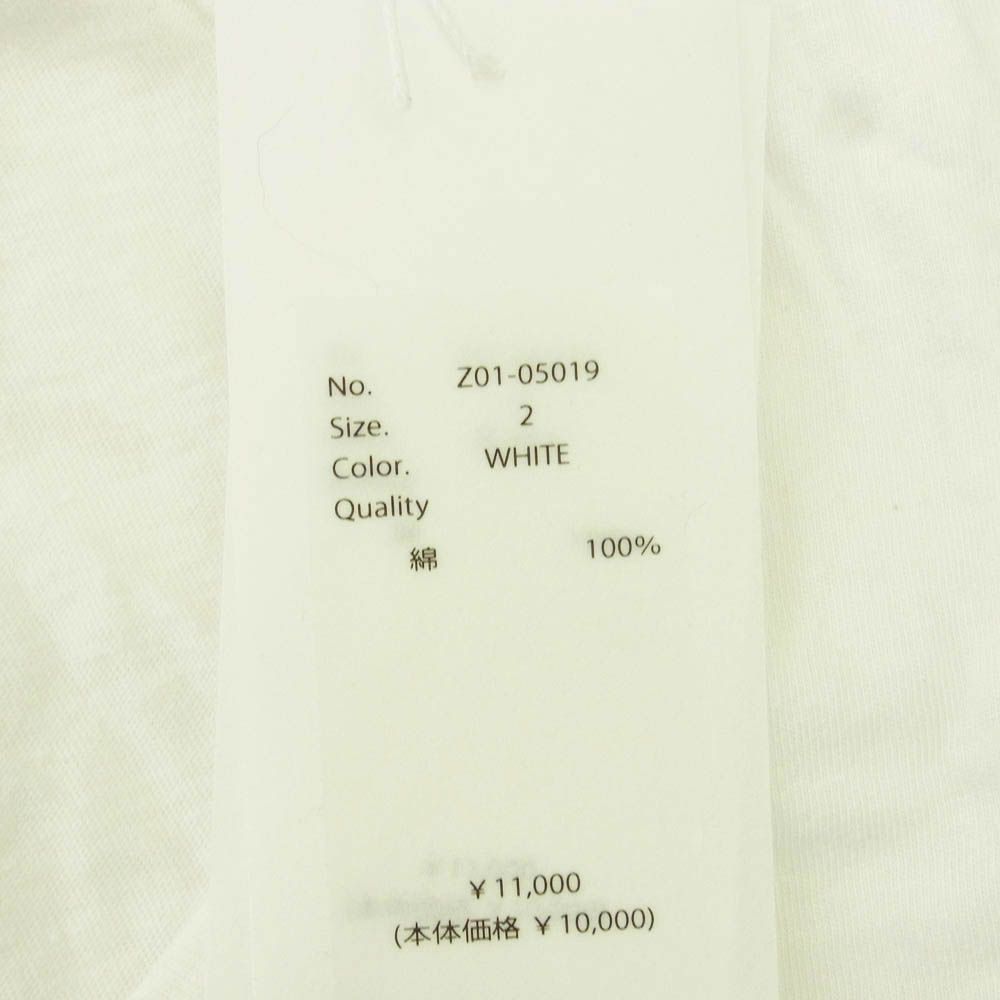 No. Z01-05019
Size. 2
Color. WHITE
Quality
綿 100%
¥ 11,000
(本体価格 ¥ 10,000)